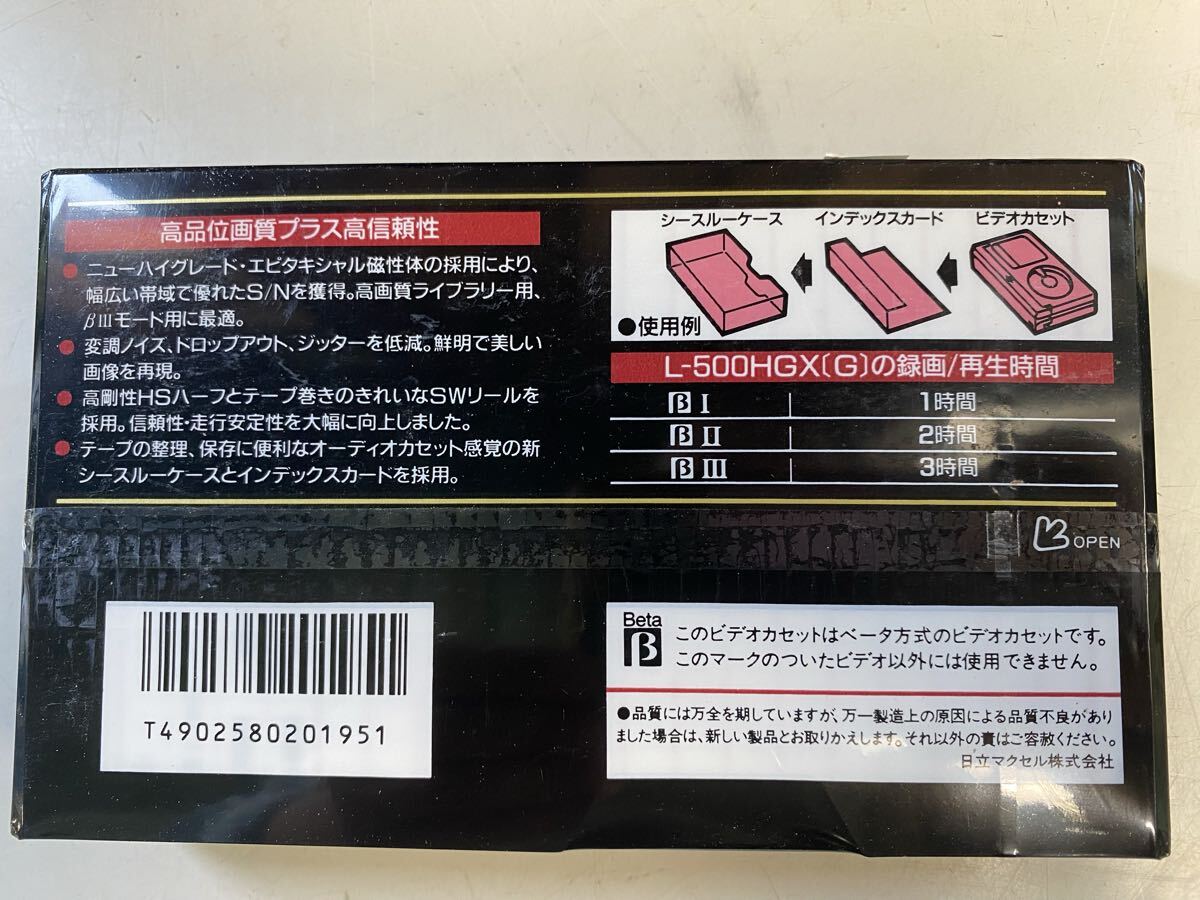 高品位画質プラス高信頼性
●ニューハイグレード・エピタキシャル磁性体の採用により、
幅広い帯域で優れたS/Nを獲得。高画質ライブラリー用、
βIIIモード用に最適。
●変調ノイズ、ドロップアウト、ジッターを低減。鮮明で美しい
画像を再現。
●高剛性HSハーフとテープ巻きのきれいなSWリールを
採用。信頼性・走行安定性を大幅に向上しました。
●テープの整理、保存に便利なオーディオカセット感覚の新
シースルーケースとインデックスカードを採用。
シースルーケース インデックスカード ビデオカセット
●使用例
L-500HGX〔G〕の録画/再生時間
β I 1時間
β II 2時間
β III 3時間
OPEN
T4902580201951
Beta
β
このビデオカセットはベータ方式のビデオカセットです。
このマークのついたビデオ以外には使用できません。
●品質には万全を期していますが、万一製造上の原因による品質不良があり
ました場合は、新しい製品とお取りかえします。それ以外の責はご容赦ください。
日立マクセル株式会社